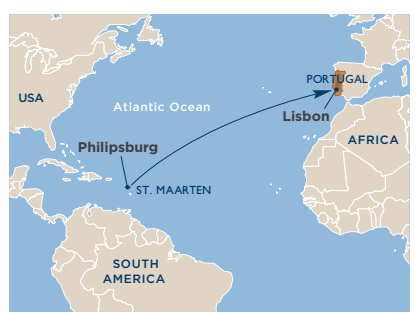 PORTUGAL
USA
Atlantic Ocean
Lisbon
AFRICA
Philipsburg
ST. MAARTEN
SOUTH
AMERICA